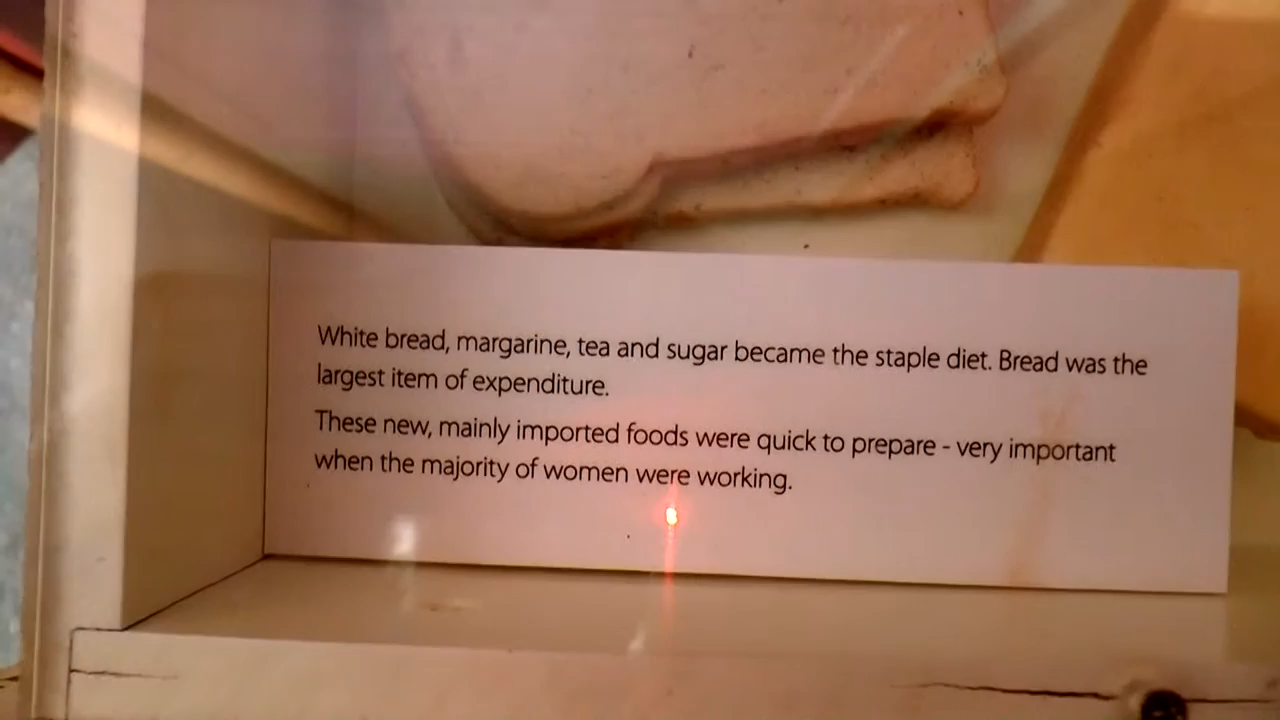 White bread, margarine, tea and sugar became the staple diet. Bread was the
largest item of expenditure.
These new, mainly imported foods were quick to prepare - very important
when the majority of women were working.